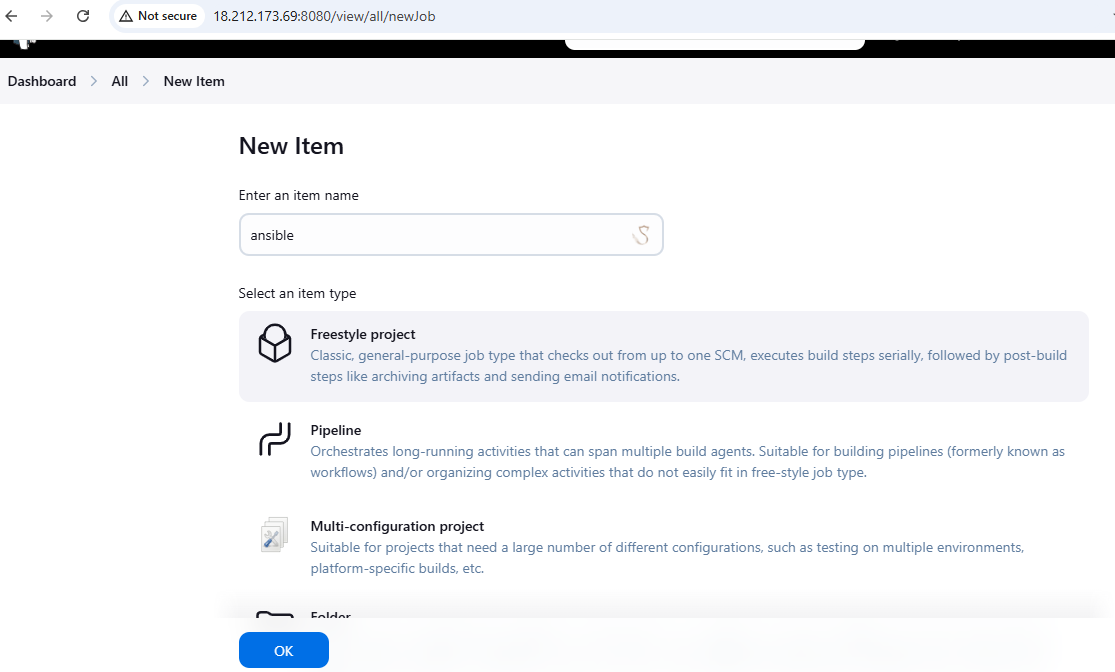 Not secure 18.212.173.69:8080/view/all/newJob
Dashboard All New Item
New Item
Enter an item name
ansible
Select an item type
Freestyle project
Classic, general-purpose job type that checks out from up to one SCM, executes build steps serially, followed by post-build
steps like archiving artifacts and sending email notifications.
Pipeline
Orchestrates long-running activities that can span multiple build agents. Suitable for building pipelines (formerly known as
workflows) and/or organizing complex activities that do not easily fit in free-style job type.
Multi-configuration project
Suitable for projects that need a large number of different configurations, such as testing on multiple environments,
platform-specific builds, etc.
Folder
OK